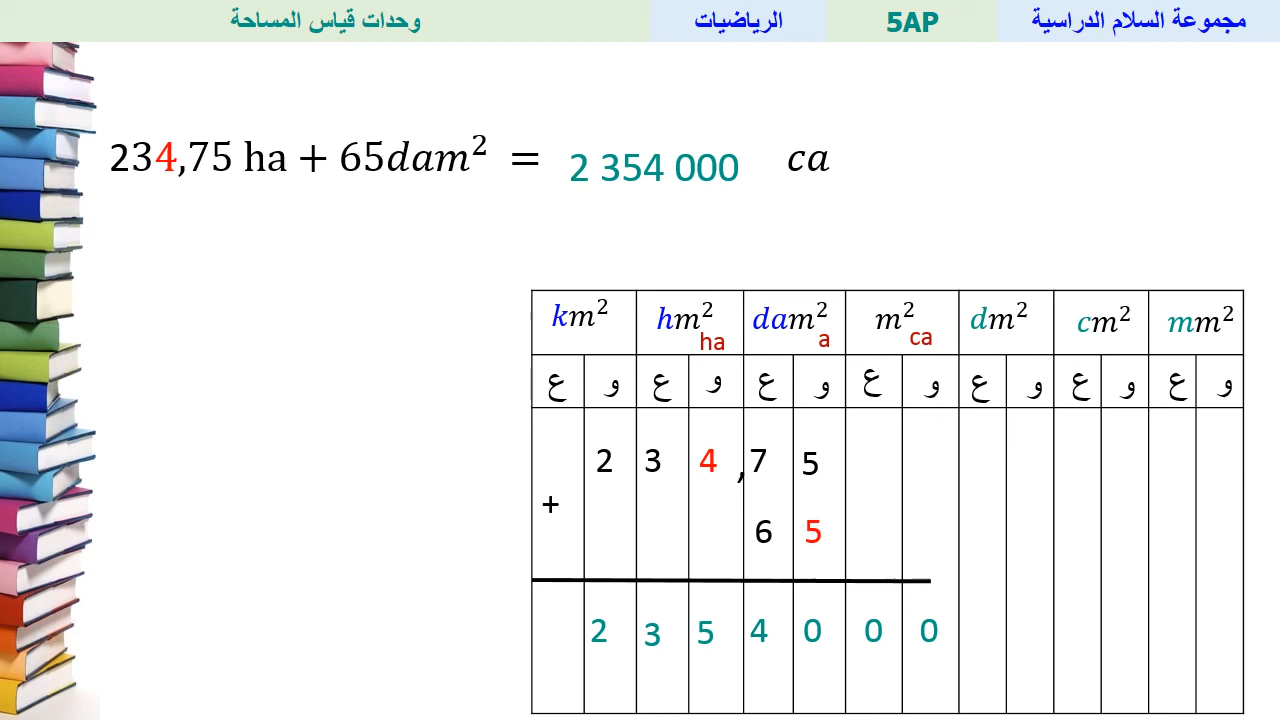 مجموعة السلام الدراسية 5AP الرياضيات وحدات قياس المساحة
234,75 ha + 65dam² = 2 354 000 ca
km² hm² ha dam² a m² ca dm² cm² mm²
ع و ع و ع و ع و ع و ع و ع و
2 3 4 , 7 5
+
6 5
2 3 5 4 0 0 0